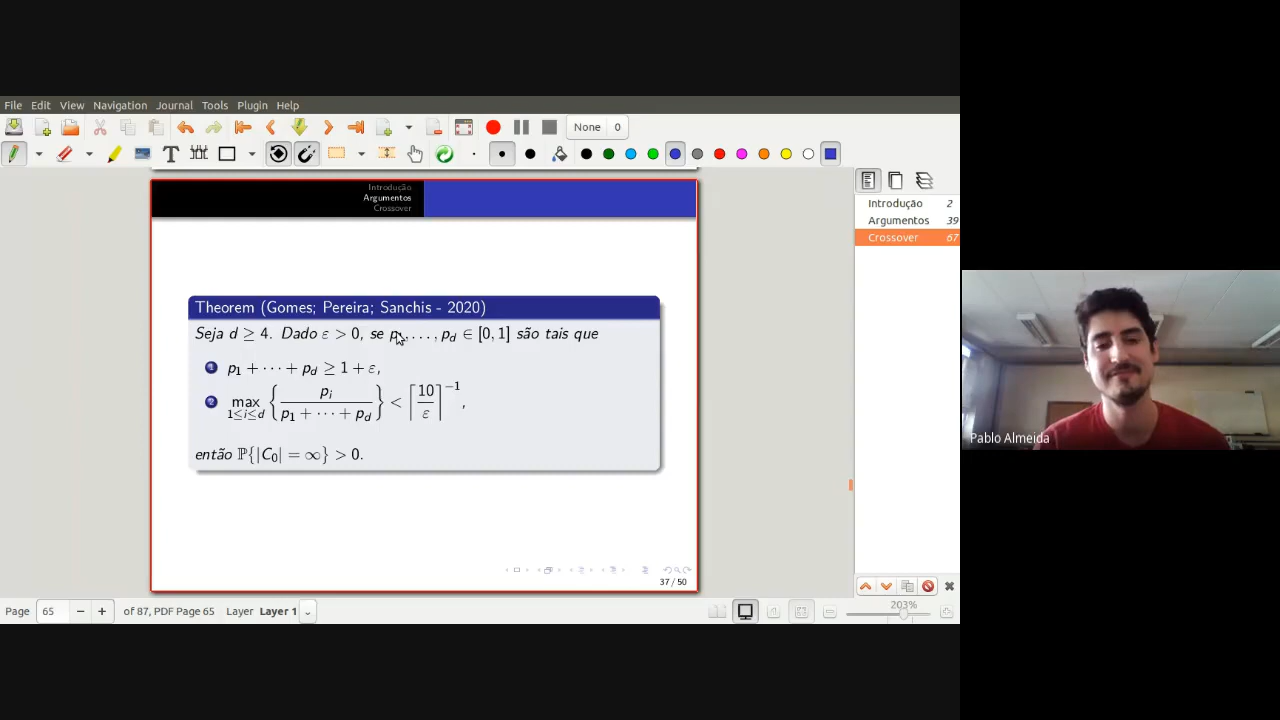 File Edit View Navigation Journal Tools Plugin Help
None 0
Introdução
Argumentos
Crossover
Theorem (Gomes; Pereira; Sanchis - 2020)
Seja d ≥ 4. Dado ε > 0, se p₁, . . . , p_d ∈ [0, 1] são tais que
1 p₁ + · · · + p_d ≥ 1 + ε,
2 max_{1≤i≤d} { p_i / (p₁ + · · · + p_d) } < ⌈10/ε⌉⁻¹,
então ℙ{|C₀| = ∞} > 0.
37 / 50
Introdução 2
Argumentos 39
Crossover 67
Pablo Almeida
Page 65 − + of 87, PDF Page 65 Layer Layer 1
203%